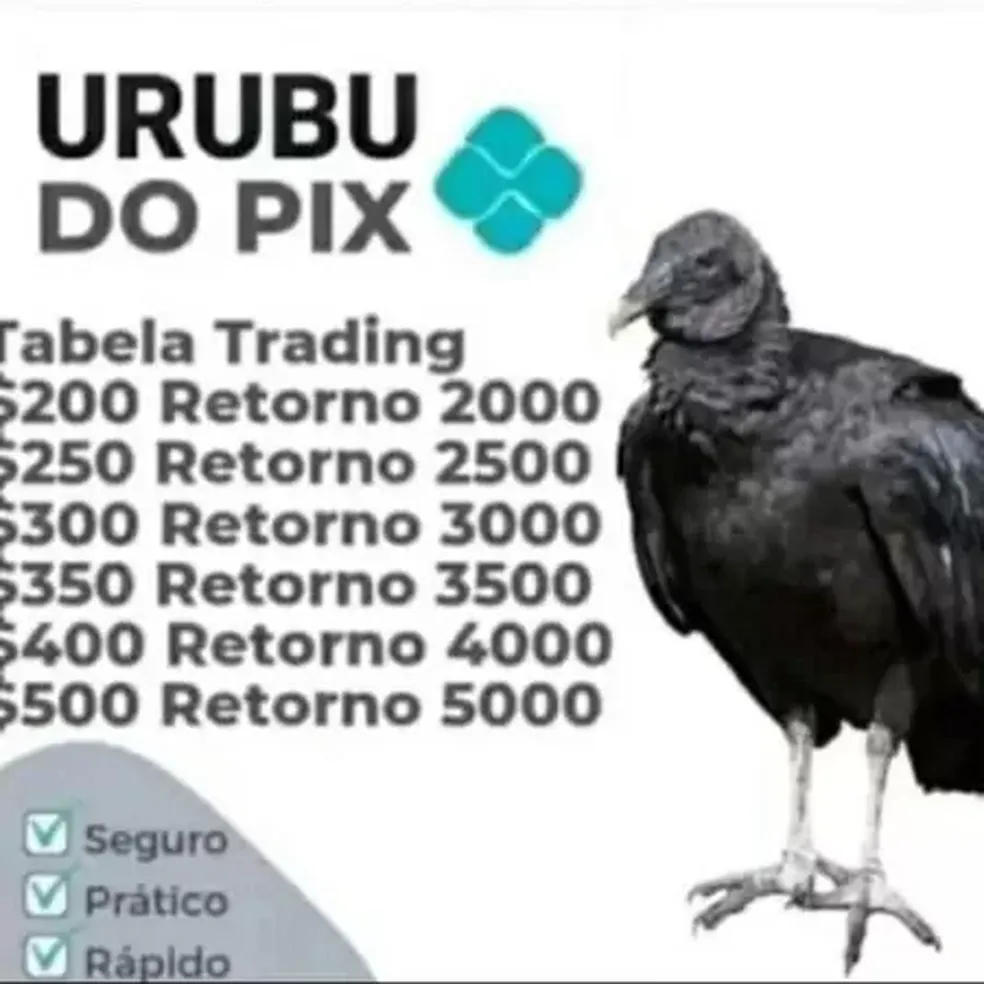 URUBU
DO PIX
Tabela Trading
$200 Retorno 2000
$250 Retorno 2500
$300 Retorno 3000
$350 Retorno 3500
$400 Retorno 4000
$500 Retorno 5000
Seguro
Prático
Rápido